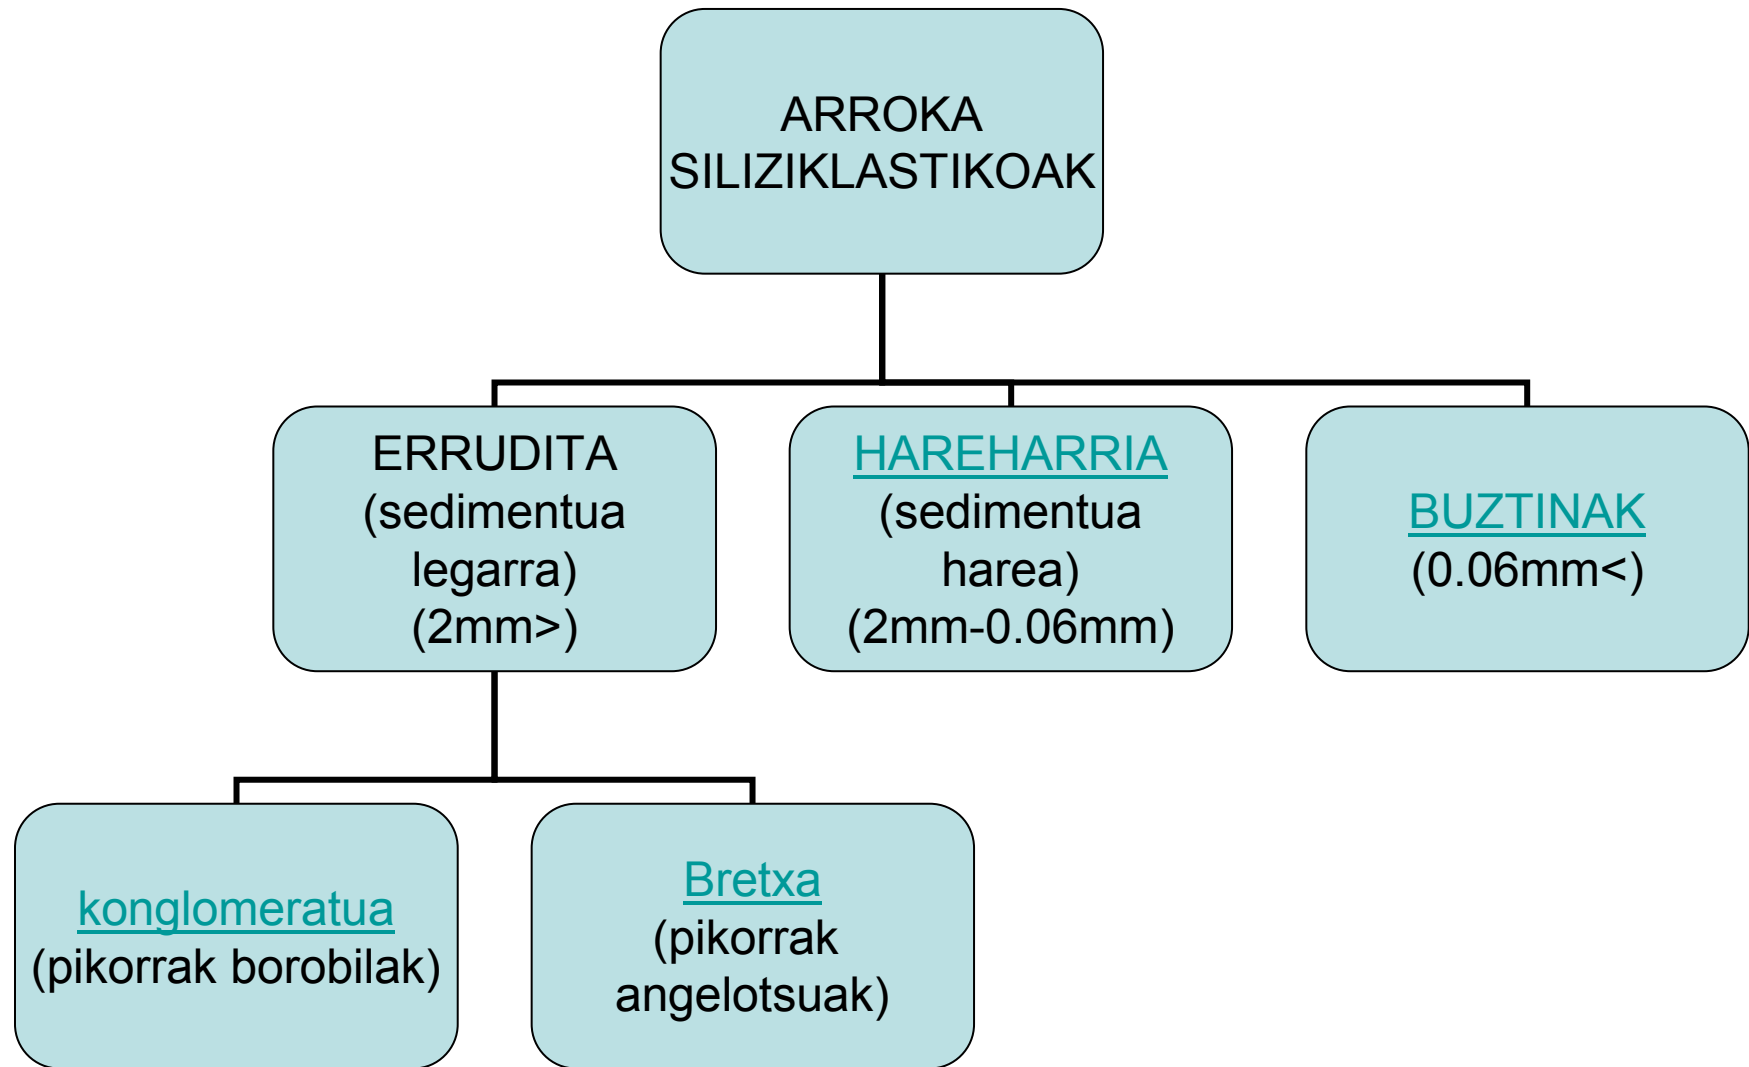 ARROKA
SILIZIKLASTIKOAK
ERRUDITA
(sedimentua
legarra)
(2mm>)
HAREHARRIA
(sedimentua
harea)
(2mm-0.06mm)
BUZTINAK
(0.06mm<)
konglomeratua
(pikorrak borobilak)
Bretxa
(pikorrak
angelotsuak)